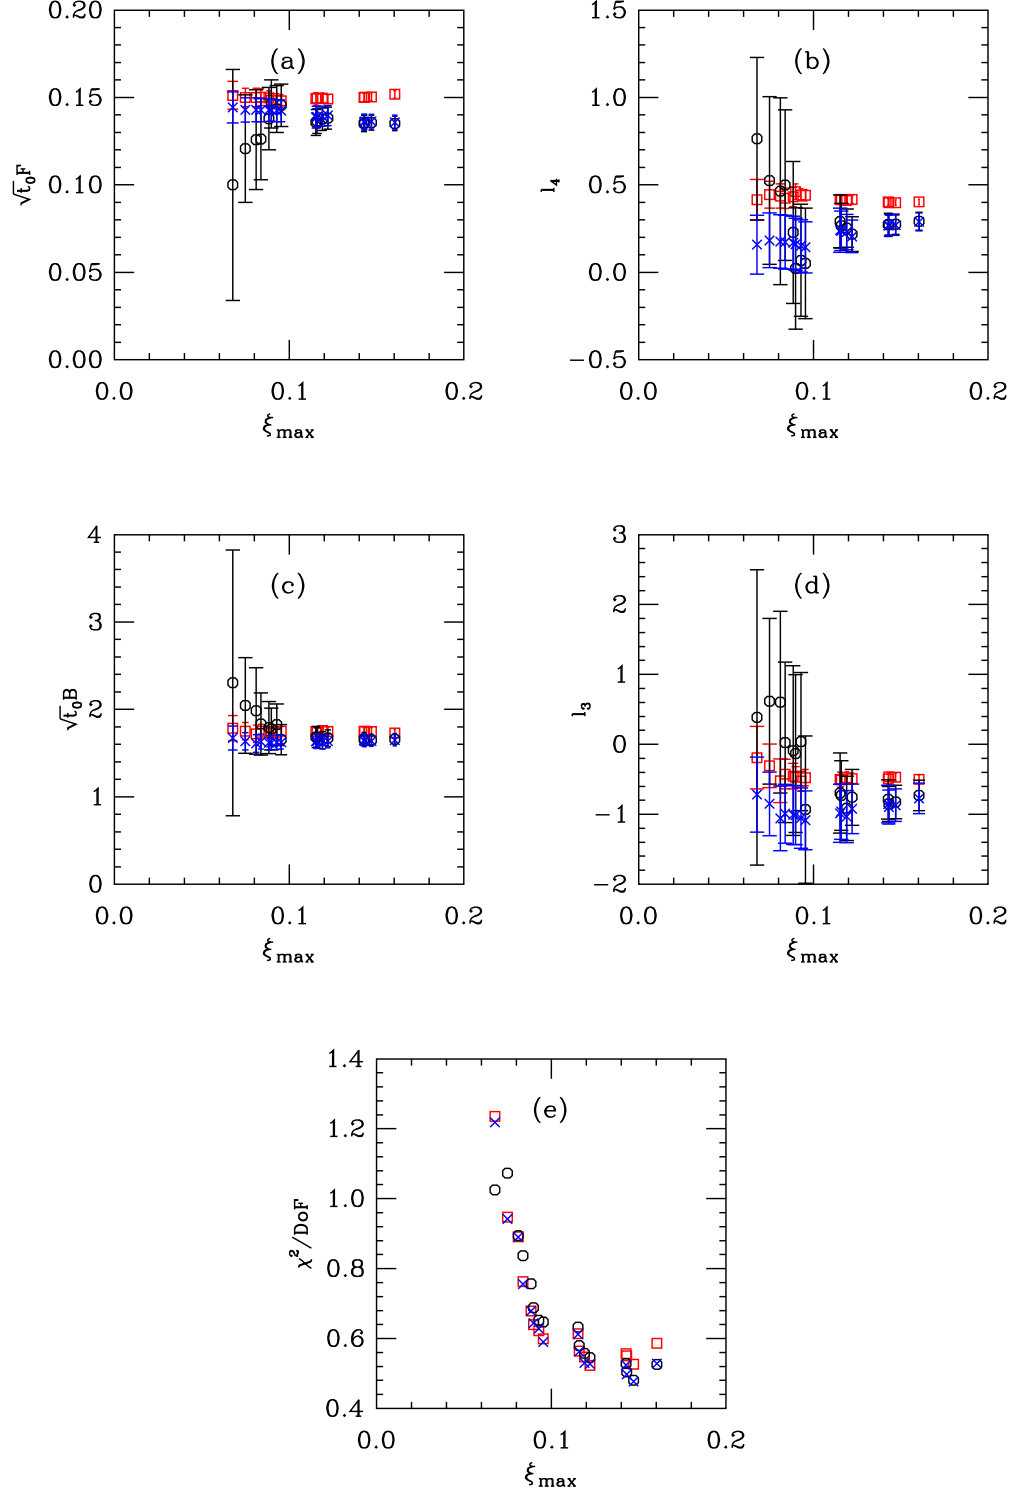 (a)
√t₀F
0.20
0.15
0.10
0.05
0.00
0.0 0.1 0.2
ξmax
(b)
l₄
1.5
1.0
0.5
0.0
−0.5
0.0 0.1 0.2
ξmax
(c)
√t₀B
4
3
2
1
0
0.0 0.1 0.2
ξmax
(d)
l₃
3
2
1
0
−1
−2
0.0 0.1 0.2
ξmax
(e)
χ²/DoF
1.4
1.2
1.0
0.8
0.6
0.4
0.0 0.1 0.2
ξmax